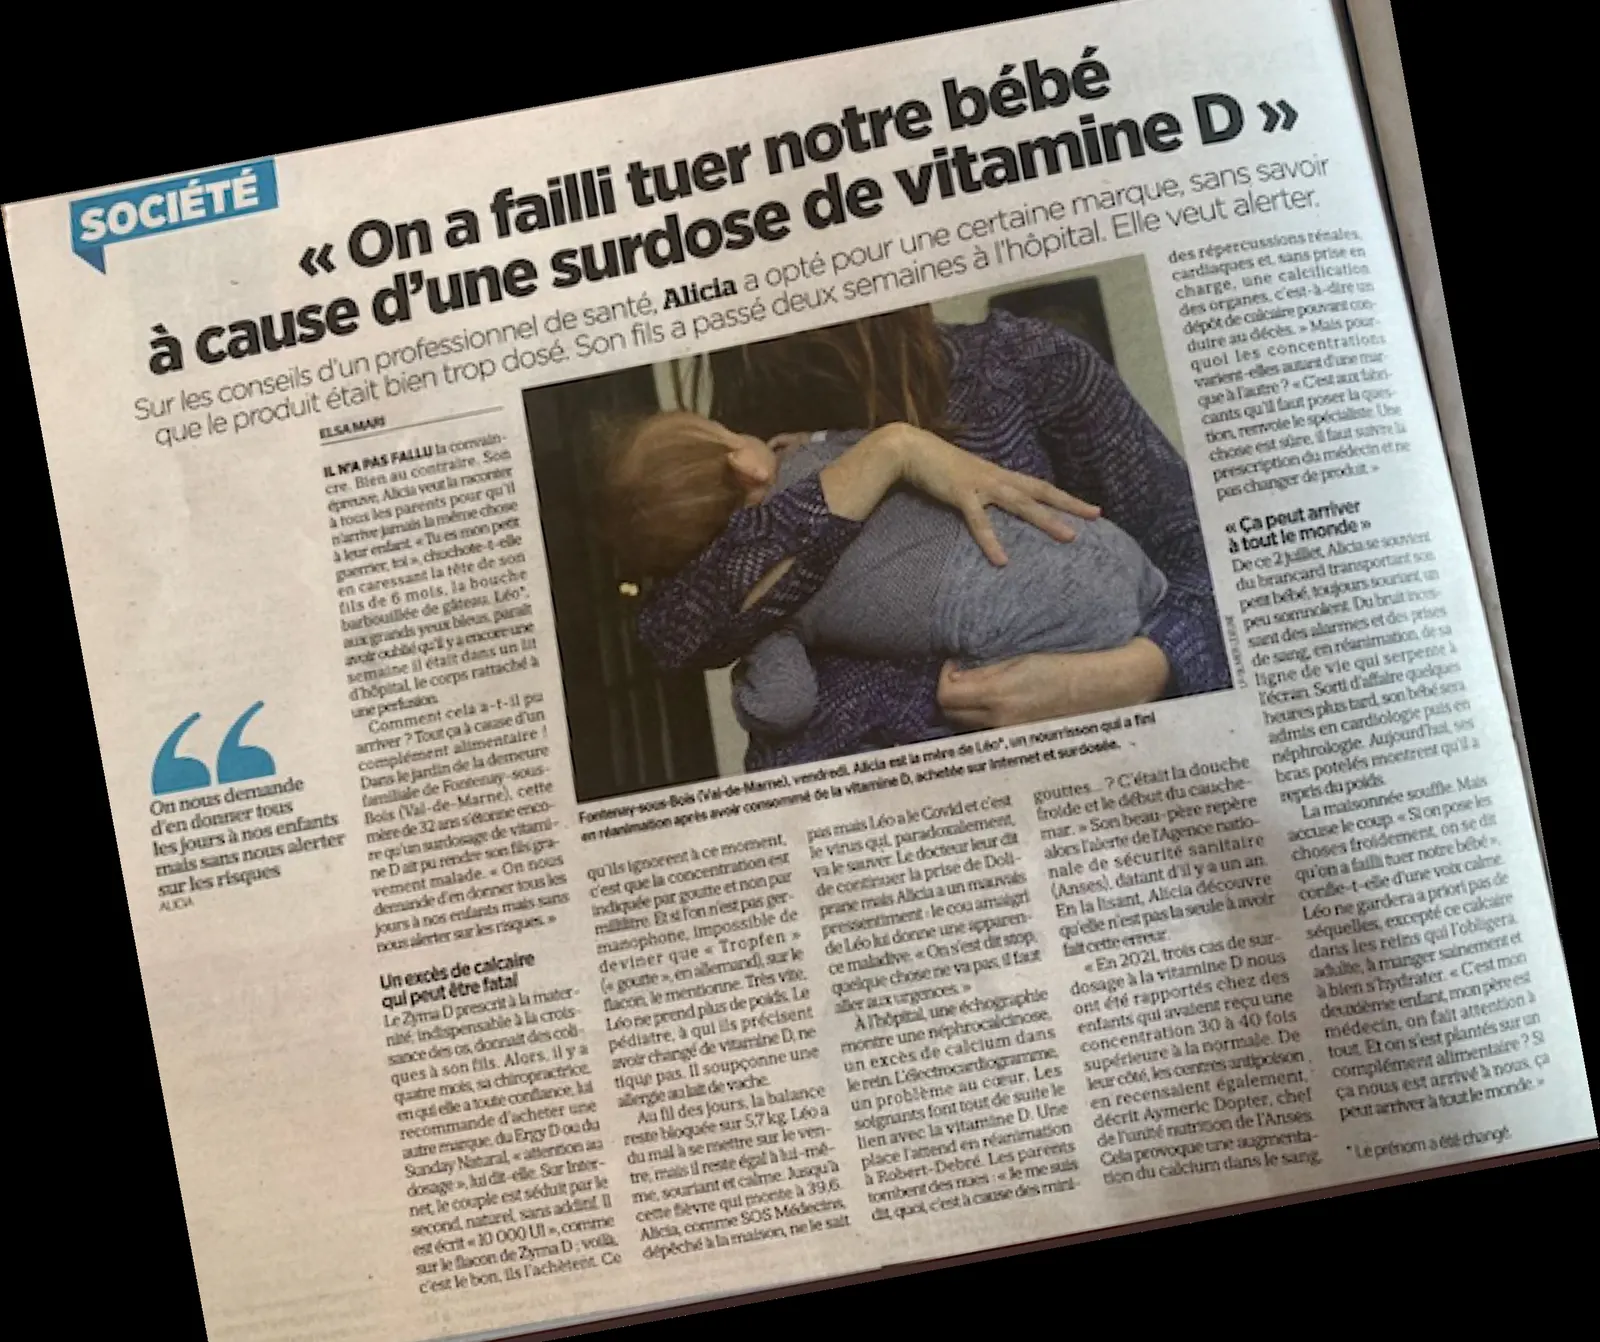 SOCIÉTÉ
« On a failli tuer notre bébé
à cause d'une surdose de vitamine D »
Sur les conseils d'un professionnel de santé, Alicia a opté pour une certaine marque, sans savoir
que le produit était bien trop dosé. Son fils a passé deux semaines à l'hôpital. Elle veut alerter.
ELSA MARI
IL N'A PAS FALLU la convain-
cre. Bien au contraire. Son
épreuve, Alicia veut la raconter
à tous les parents pour qu'il
n'arrive jamais la même chose
à leur enfant. « Tu es mon petit
guerrier, toi », chuchote-t-elle
en caressant la tête de son
fils de 6 mois, la bouche
barbouillée de gâteau. Léo*,
aux grands yeux bleus, paraît
avoir oublié qu'il y a encore une
semaine il était dans un lit
d'hôpital, le corps rattaché à
une perfusion.
Comment cela a-t-il pu
arriver ? Tout ça à cause d'un
complément alimentaire !
Dans le jardin de la demeure
familiale de Fontenay-sous-
Bois (Val-de-Marne), cette
mère de 32 ans s'étonne enco-
re qu'un surdosage de vitami-
ne D ait pu rendre son fils gra-
vement malade. « On nous
demande d'en donner tous les
jours à nos enfants mais sans
nous alerter sur les risques. »
On nous demande
d'en donner tous
les jours à nos enfants
mais sans nous alerter
sur les risques
ALICIA
Un excès de calcaire
qui peut être fatal
Le Zyma D prescrit à la mater-
nité, indispensable à la crois-
sance des os, donnait des coli-
ques à son fils. Alors, il y a
quatre mois, sa chiropractrice,
en qui elle a toute confiance, lui
recommande d'acheter une
autre marque, du Ergy D ou du
Sunday Natural, « attention au
dosage », lui dit-elle. Sur Inter-
net, le couple est séduit par le
second, naturel, sans additif. Il
est écrit « 10 000 UI », comme
sur le flacon de Zyma D : voilà,
c'est le bon, ils l'achètent. Ce
Fontenay-sous-Bois (Val-de-Marne), vendredi. Alicia est la mère de Léo*, un nourrisson qui a fini
en réanimation après avoir consommé de la vitamine D, achetée sur Internet et surdosée.
qu'ils ignorent à ce moment,
c'est que la concentration est
indiquée par goutte et non par
millilitre. Et si l'on n'est pas ger-
manophone, impossible de
deviner que « Tropfen »
(« goutte », en allemand), sur le
flacon, le mentionne. Très vite,
Léo ne prend plus de poids. Le
pédiatre, à qui ils précisent
avoir changé de vitamine D, ne
tique pas. Il soupçonne une
allergie au lait de vache.
Au fil des jours, la balance
reste bloquée sur 5,7 kg. Léo a
du mal à se mettre sur le ven-
tre, mais il reste égal à lui-mê-
me, souriant et calme. Jusqu'à
cette fièvre qui monte à 39,6.
Alicia, comme SOS Médecins,
dépêché à la maison, ne le sait
pas mais Léo a le Covid et c'est
le virus qui, paradoxalement,
va le sauver. Le docteur leur dit
de continuer la prise de Doli-
prane mais Alicia a un mauvais
pressentiment : le cou amaigri
de Léo lui donne une apparen-
ce maladive. « On s'est dit stop,
quelque chose ne va pas, il faut
aller aux urgences. »
À l'hôpital, une échographie
montre une néphrocalcinose,
un excès de calcium dans
le rein. L'électrocardiogramme,
un problème au cœur. Les
soignants font tout de suite le
lien avec la vitamine D. Une
place l'attend en réanimation
à Robert-Debré. Les parents
tombent des nues : « Je me suis
dit, quoi, c'est à cause des mini-
gouttes... ? C'était la douche
froide et le début du cauche-
mar. » Son beau-père repère
alors l'alerte de l'Agence natio-
nale de sécurité sanitaire
(Anses), datant d'il y a un an.
En la lisant, Alicia découvre
qu'elle n'est pas la seule à avoir
fait cette erreur.
« En 2021, trois cas de sur-
dosage à la vitamine D nous
ont été rapportés chez des
enfants qui avaient reçu une
concentration 30 à 40 fois
supérieure à la normale. De
leur côté, les centres antipoison
en recensaient également,
décrit Aymeric Dopter, chef
de l'unité nutrition de l'Anses.
Cela provoque une augmenta-
tion du calcium dans le sang,
des répercussions rénales,
cardiaques et, sans prise en
charge, une calcification
des organes, c'est-à-dire un
dépôt de calcaire pouvant con-
duire au décès. » Mais pour-
quoi les concentrations
varient-elles autant d'une mar-
que à l'autre ? « C'est aux fabri-
cants qu'il faut poser la ques-
tion, renvoie le spécialiste. Une
chose est sûre, il faut suivre la
prescription du médecin et ne
pas changer de produit. »
« Ça peut arriver
à tout le monde »
De ce 2 juillet, Alicia se souvient
du brancard transportant son
petit bébé, toujours souriant, un
peu somnolent. Du bruit inces-
sant des alarmes et des prises
de sang, en réanimation, de sa
ligne de vie qui serpente à
l'écran. Sorti d'affaire quelques
heures plus tard, son bébé sera
admis en cardiologie puis en
néphrologie. Aujourd'hui, ses
bras potelés montrent qu'il a
repris du poids.
La maisonnée souffle. Mais
accuse le coup. « Si on pose les
choses froidement, on se dit
qu'on a failli tuer notre bébé »,
confie-t-elle d'une voix calme.
Léo ne gardera a priori pas de
séquelles, excepté ce calcaire
dans les reins qui l'obligera,
adulte, à manger sainement et
à bien s'hydrater. « C'est mon
deuxième enfant, mon père est
médecin, on fait attention à
tout. Et on s'est plantés sur un
complément alimentaire ? Si
ça nous est arrivé à nous, ça
peut arriver à tout le monde. »
* Le prénom a été changé.